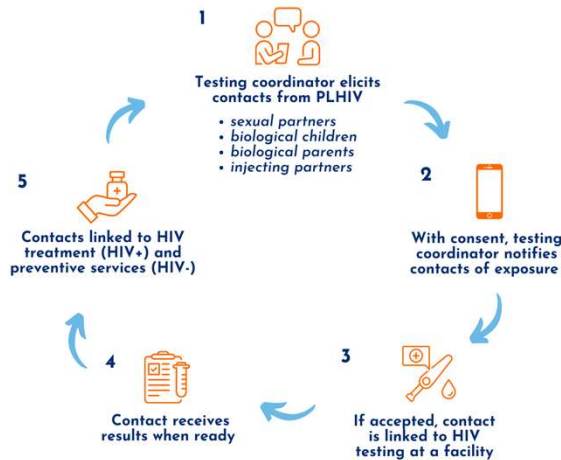 1
Testing coordinator elicits
contacts from PLHIV
• sexual partners
• biological children
• biological parents
• injecting partners
2
With consent, testing
coordinator notifies
contacts of exposure
3
If accepted, contact
is linked to HIV
testing at a facility
4
Contact receives
results when ready
5
Contacts linked to HIV
treatment (HIV+) and
preventive services (HIV-)